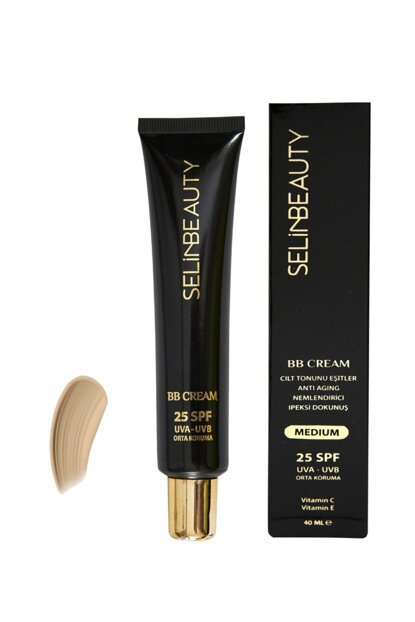 SELİNBEAUTY
BB CREAM
25 SPF
UVA - UVB
ORTA KORUMA
SELİNBEAUTY
BB CREAM
CİLT TONUNU EŞİTLER
ANTI AGING
NEMLENDİRİCİ
IPEKSİ DOKUNUŞ
MEDIUM
25 SPF
UVA - UVB
ORTA KORUMA
Vitamin C
Vitamin E
40 ML ℮